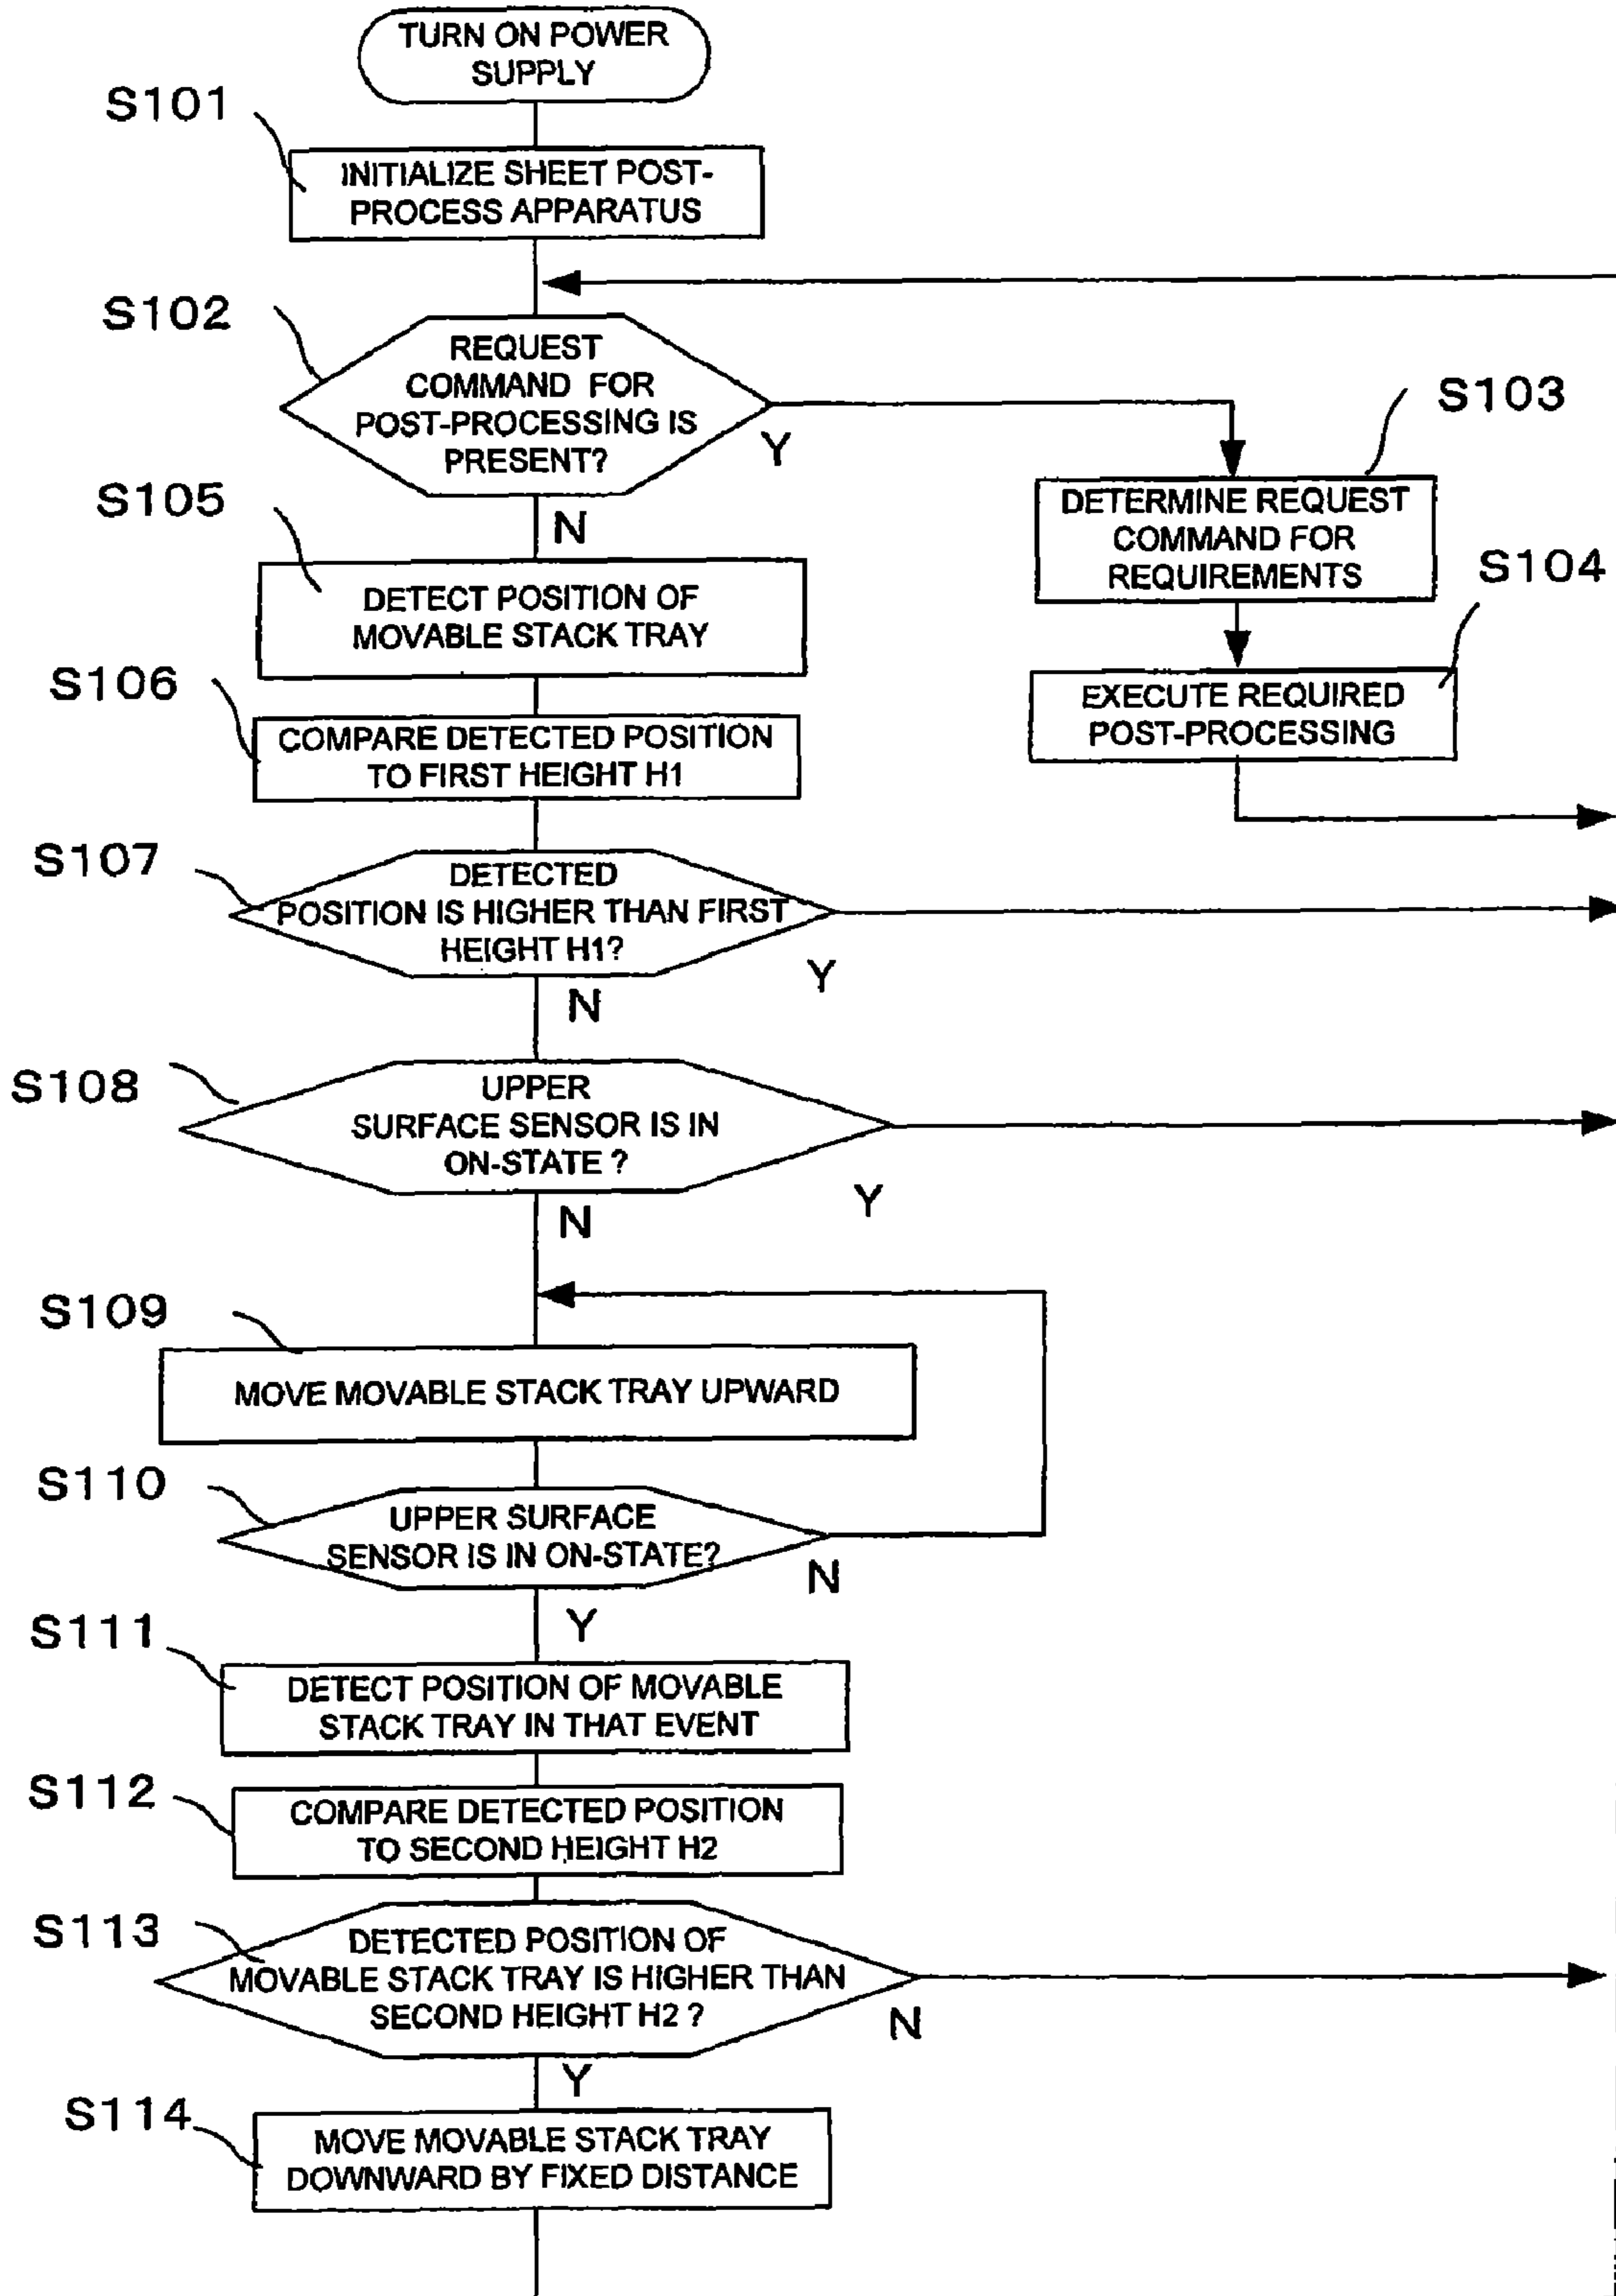 TURN ON POWER
SUPPLY
S101
INITIALIZE SHEET POST-
PROCESS APPARATUS
S102
REQUEST
COMMAND FOR
POST-PROCESSING IS
PRESENT?
Y
N
S103
DETERMINE REQUEST
COMMAND FOR
REQUIREMENTS
S104
EXECUTE REQUIRED
POST-PROCESSING
S105
DETECT POSITION OF
MOVABLE STACK TRAY
S106
COMPARE DETECTED POSITION
TO FIRST HEIGHT H1
S107
DETECTED
POSITION IS HIGHER THAN FIRST
HEIGHT H1?
Y
N
S108
UPPER
SURFACE SENSOR IS IN
ON-STATE ?
Y
N
S109
MOVE MOVABLE STACK TRAY UPWARD
S110
UPPER SURFACE
SENSOR IS IN ON-STATE?
N
Y
S111
DETECT POSITION OF MOVABLE
STACK TRAY IN THAT EVENT
S112
COMPARE DETECTED POSITION
TO SECOND HEIGHT H2
S113
DETECTED POSITION OF
MOVABLE STACK TRAY IS HIGHER THAN
SECOND HEIGHT H2 ?
N
Y
S114
MOVE MOVABLE STACK TRAY
DOWNWARD BY FIXED DISTANCE